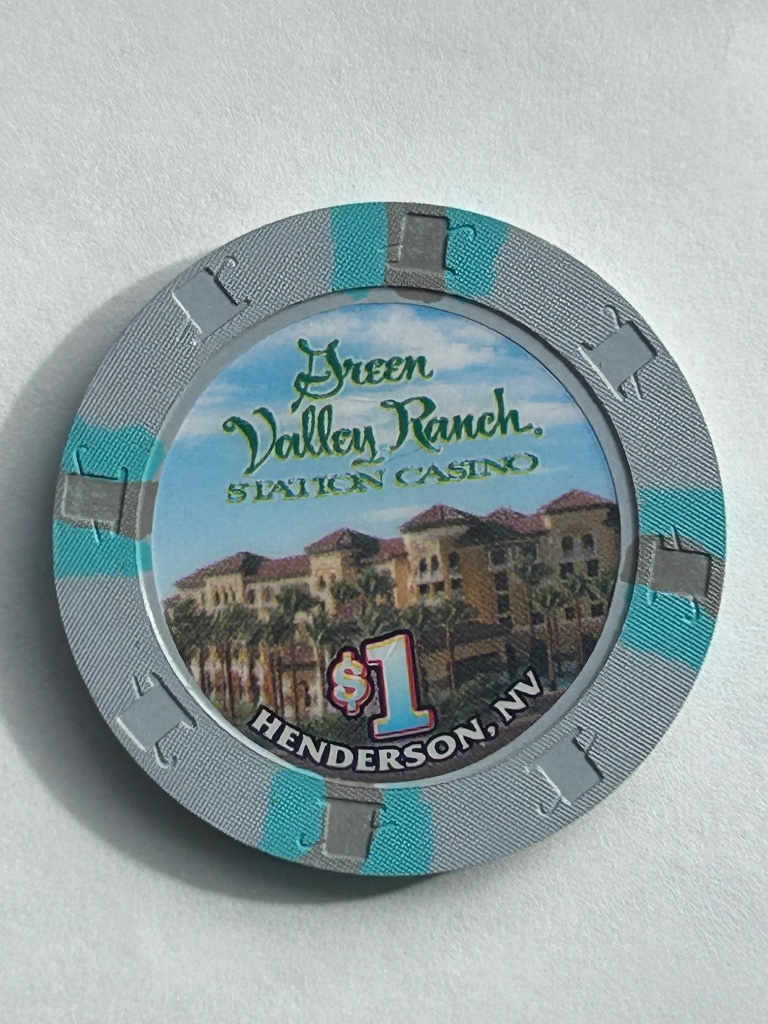 Green
Valley Ranch.
STATION CASINO
$1
HENDERSON, NV